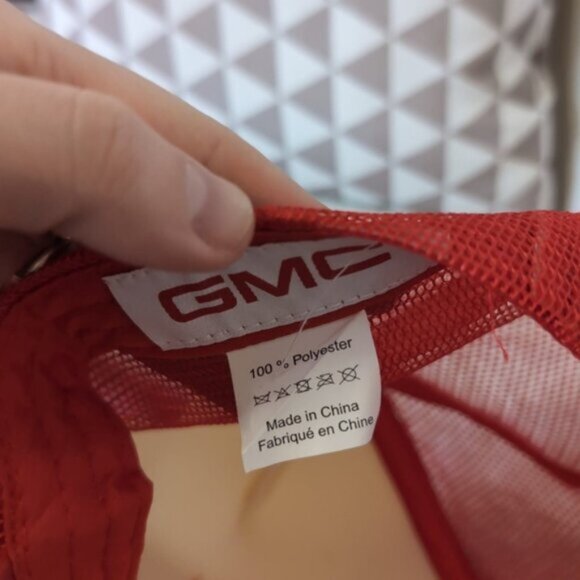 GMC
100 % Polyester
Made in China
Fabriqué en Chine